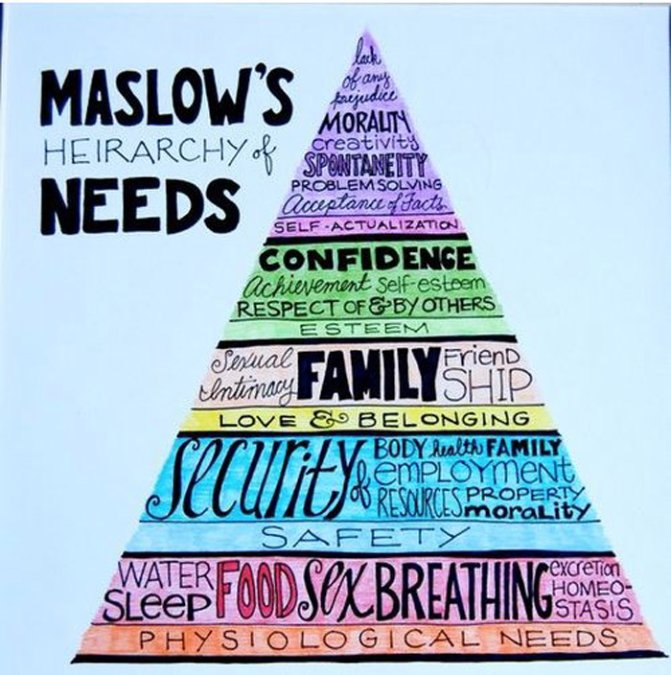 MASLOW'S
HEIRARCHY of
NEEDS
lack
of any
prejudice
MORALITY
creativity
SPONTANEITY
PROBLEM SOLVING
Acceptance of Facts
SELF-ACTUALIZATION
CONFIDENCE
Achievement Self-esteem
RESPECT OF & BY OTHERS
ESTEEM
Sexual Intimacy FAMILY Friend SHIP
LOVE & BELONGING
Security of BODY health FAMILY
employment
RESOURCES PROPERTY
morality
SAFETY
WATER FOOD Sex BREATHING excretion
Sleep HOMEO-
STASIS
PHYSIOLOGICAL NEEDS